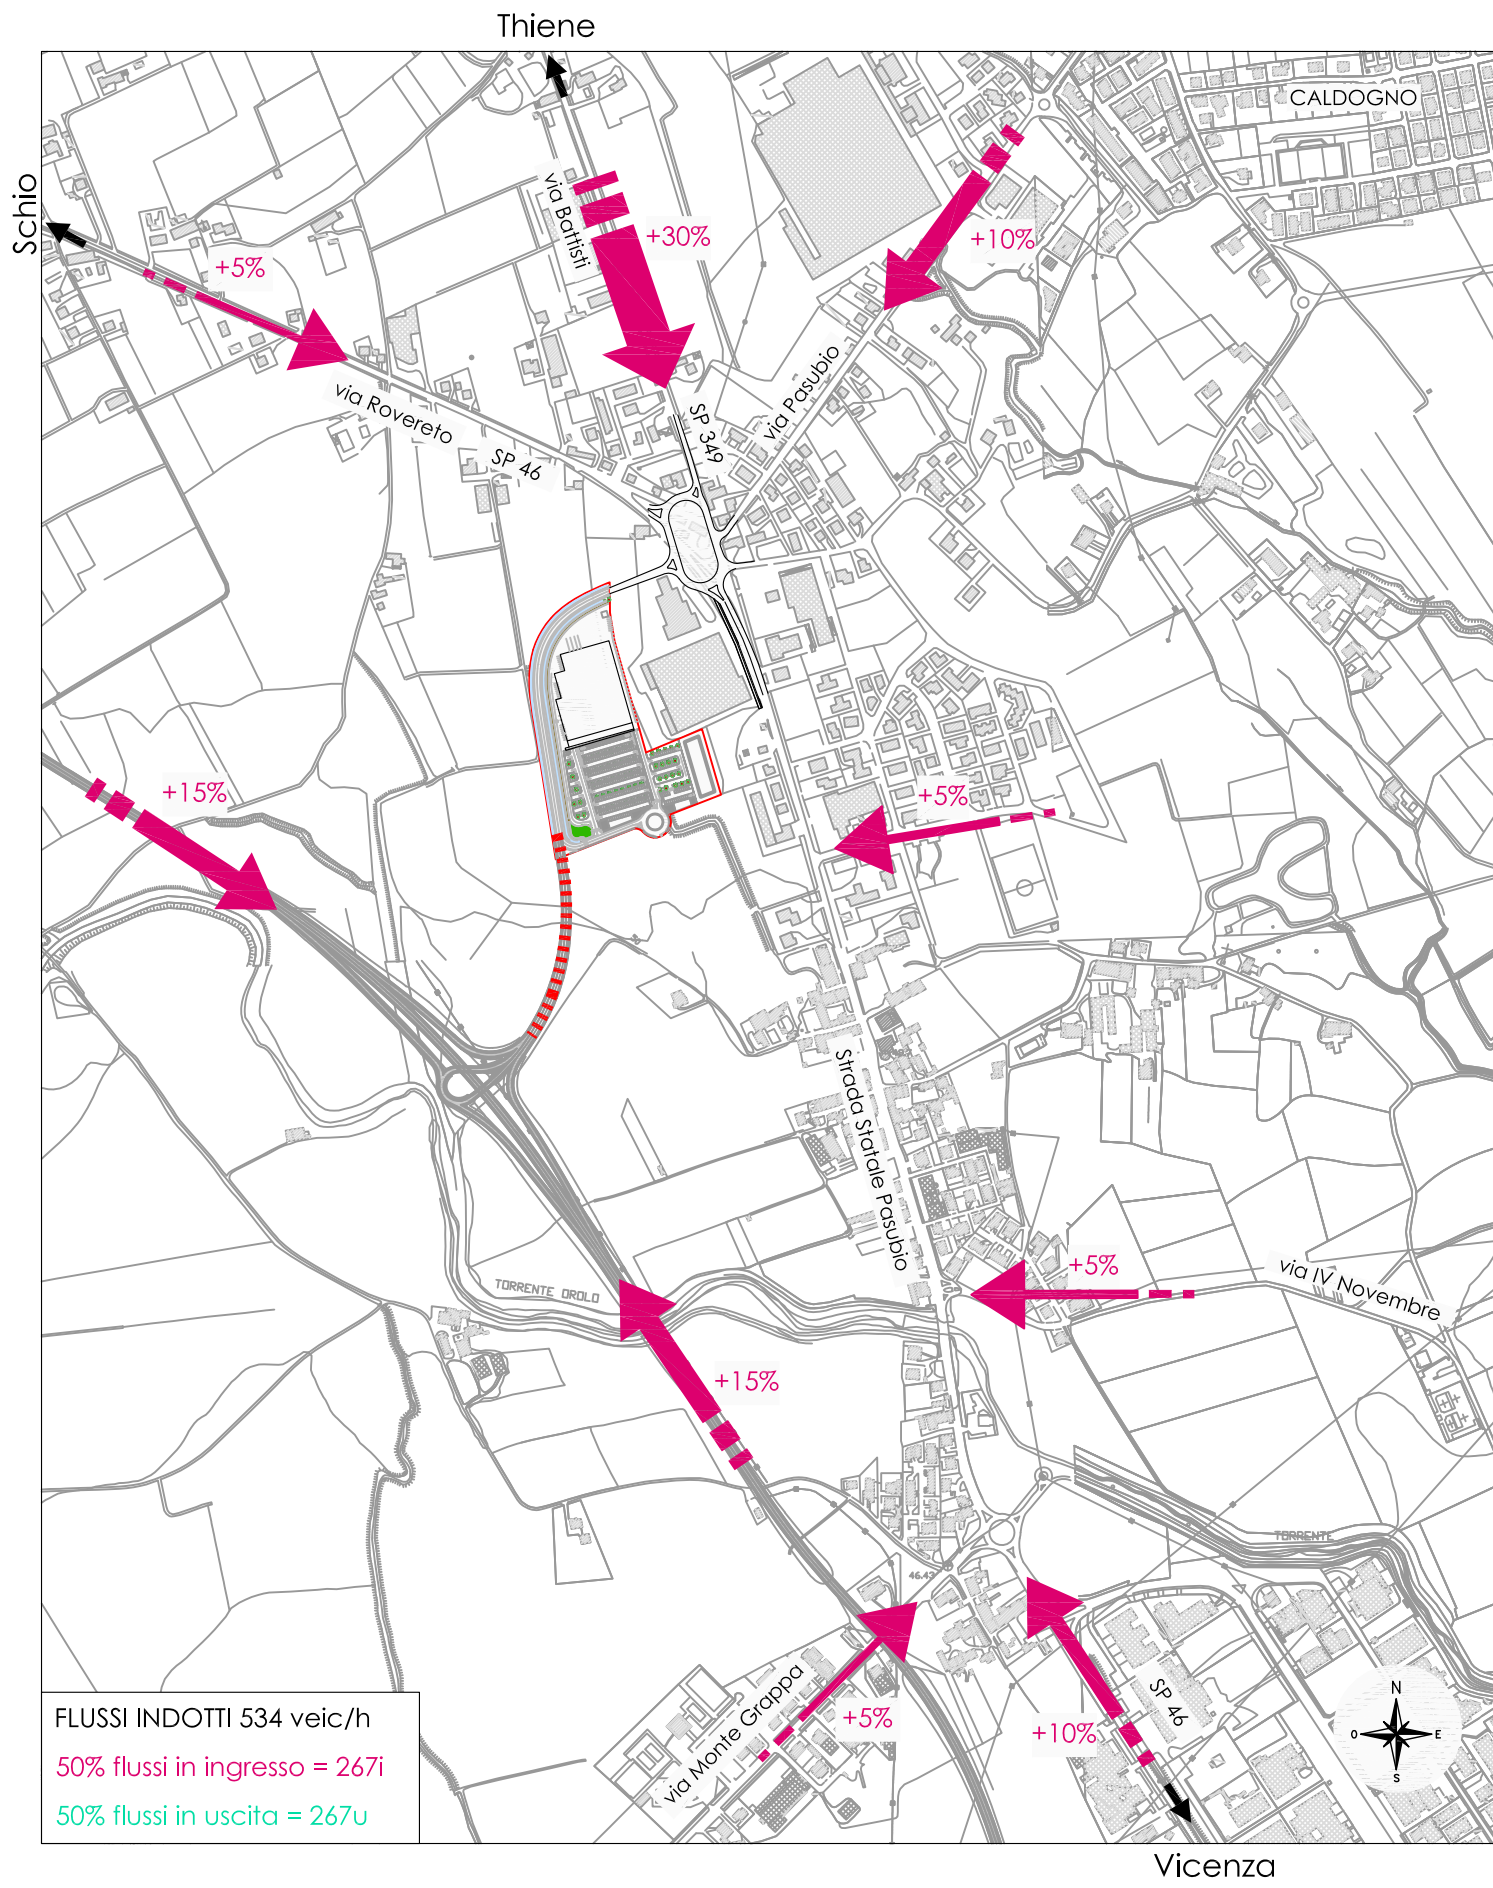 Thiene
CALDOGNO
Schio
via Battisti
+30%
+10%
+5%
via Pasubio
via Rovereto
SP 46
SP 349
+15%
+5%
Strada Statale Pasubio
TORRENTE OROLO
+5%
via IV Novembre
+15%
TORRENTE
46.43
via Monte Grappa
+5%
+10%
SP 46
N
O
E
S
FLUSSI INDOTTI 534 veic/h
50% flussi in ingresso = 267i
50% flussi in uscita = 267u
Vicenza